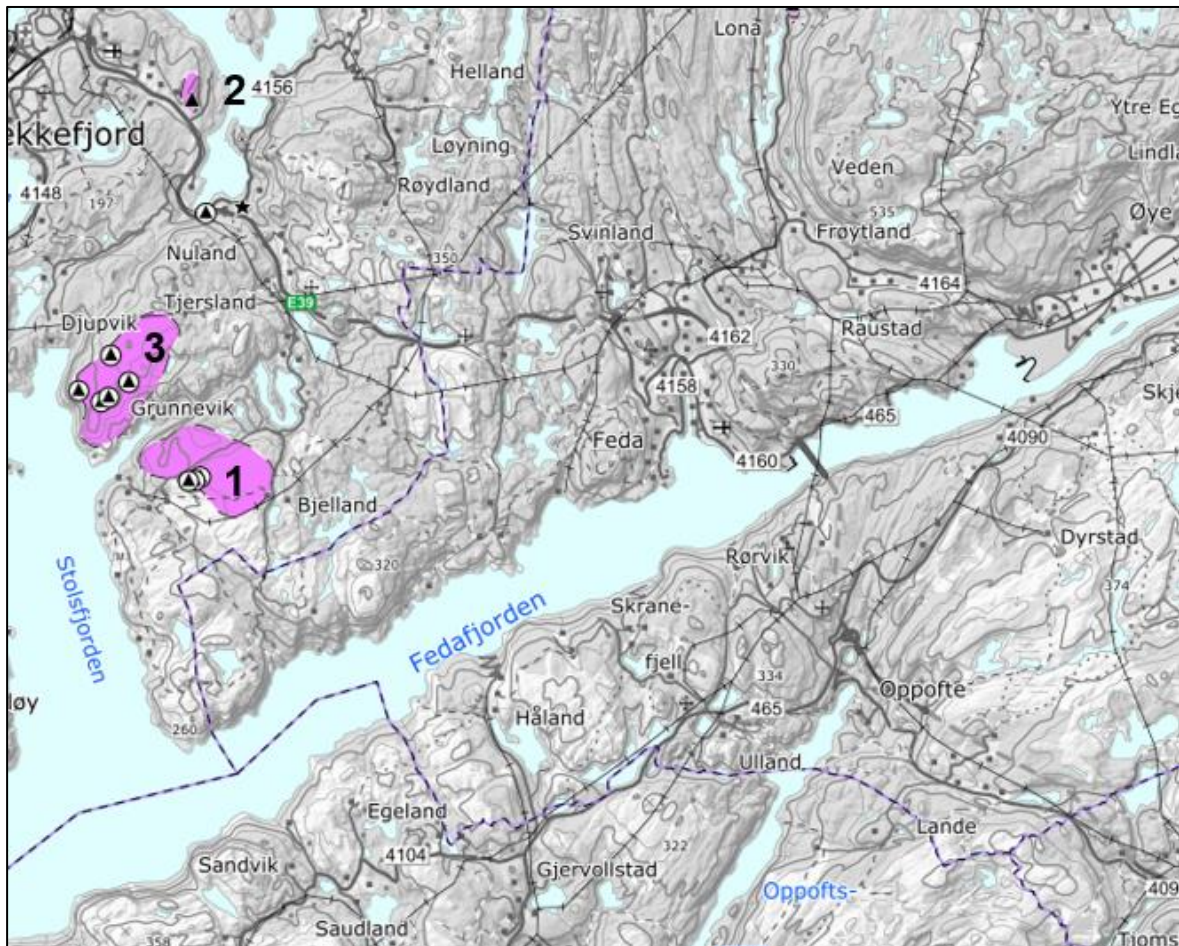 Lona
Helland
2
4156
Ytre Eg
ekkefjord
Løyning
Lindla
Veden
4148
Røydland
197
535
Øye
Svinland
Frøytland
Nuland
350
4164
Tjersland
E39
Djupvik
4162
Raustad
3
330
4158
Skje
Grunnevik
465
Feda
4090
4160
1
Bjelland
Dyrstad
320
Rørvik
374
Stolsfjorden
Fedafjorden
Skrane-
fjell
334
Oppofte
løy
465
Håland
260
Ulland
Egeland
Lande
4104
322
Sandvik
Gjervollstad
409
Oppofts-
Saudland
358
Tjoms